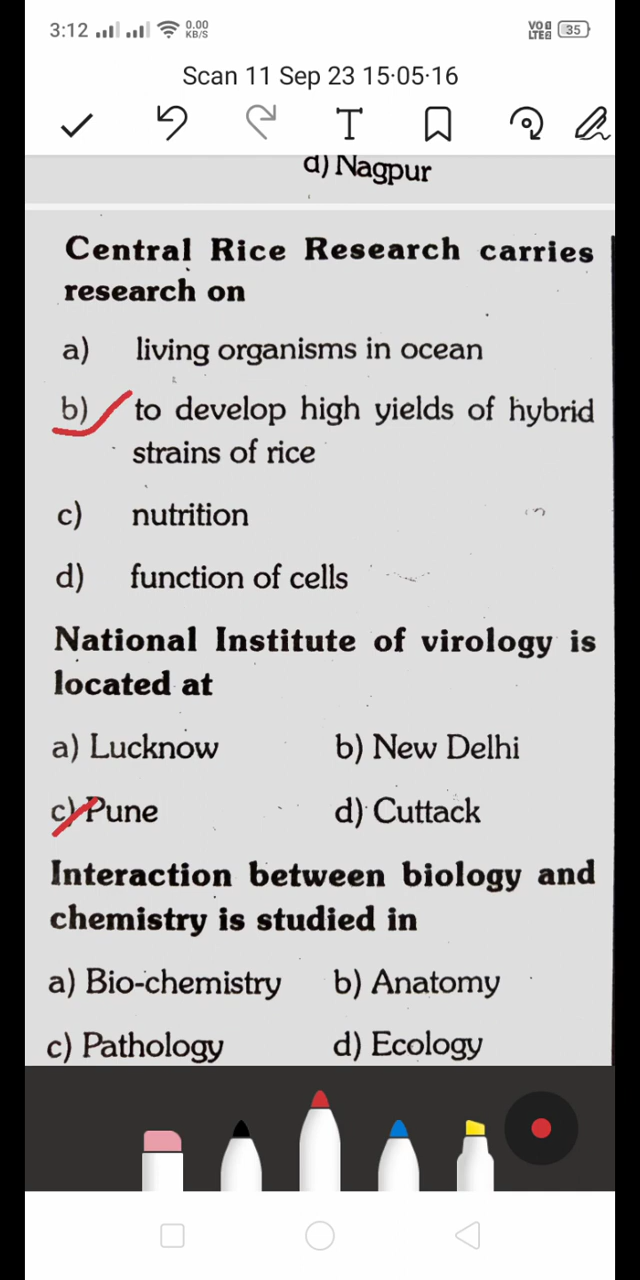 3:12
0.00
KB/S
VO
LTE
35
Scan 11 Sep 23 15·05·16
T
d) Nagpur
Central Rice Research carries
research on
a) living organisms in ocean
b) to develop high yields of hybrid
strains of rice
c) nutrition
d) function of cells
National Institute of virology is
located at
a) Lucknow b) New Delhi
c) Pune d) Cuttack
Interaction between biology and
chemistry is studied in
a) Bio-chemistry b) Anatomy
c) Pathology d) Ecology